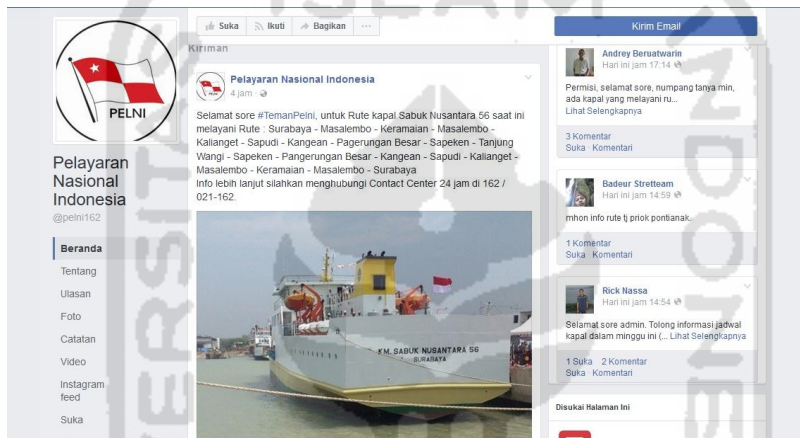 Suka
Ikuti
Bagikan
Kirim Email
PELNI
Pelayaran
Nasional
Indonesia
@pelni162
Beranda
Tentang
Ulasan
Foto
Catatan
Video
Instagram
feed
Suka
Kiriman
Pelayaran Nasional Indonesia
4 jam
Selamat sore #TemanPelni, untuk Rute kapal Sabuk Nusantara 56 saat ini
melayani Rute : Surabaya - Masalembo - Keramaian - Masalembo -
Kalianget - Sapudi - Kangean - Pagerungan Besar - Sapeken - Tanjung
Wangi - Sapeken - Pangerungan Besar - Kangean - Sapudi - Kalianget -
Masalembo - Keramaian - Masalembo - Surabaya
Info lebih lanjut silahkan menghubungi Contact Center 24 jam di 162 /
021-162.
KM. SABUK NUSANTARA 56
SURABAYA
Andrey Beruatwarin
Hari ini jam 17:14
Permisi, selamat sore, numpang tanya min,
ada kapal yang melayani ru...
Lihat Selengkapnya
3 Komentar
Suka · Komentari
Badeur Stretteam
Hari ini jam 14:59
mhon info rute tj priok pontianak.
1 Komentar
Suka · Komentari
Rick Nassa
Hari ini jam 14:54
Selamat sore admin. Tolong informasi jadwal
kapal dalam minggu ini (... Lihat Selengkapnya
1 Suka 2 Komentar
Suka · Komentari
Disukai Halaman Ini